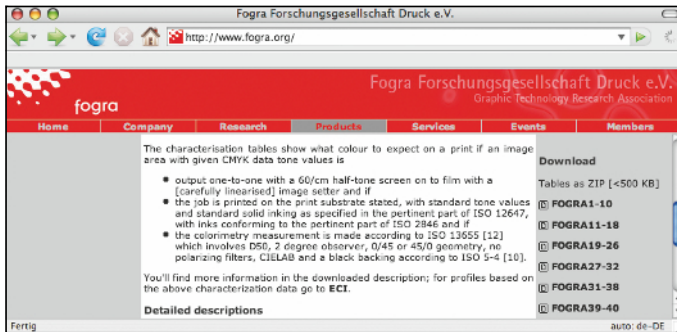 Fogra Forschungsgesellschaft Druck e.V.
http://www.fogra.org/
fogra
Fogra Forschungsgesellschaft Druck e.V.
Graphic Technology Research Association
Home Company Research Products Services Events Members
The characterisation tables show what colour to expect on a print if an image
area with given CMYK data tone values is
● output one-to-one with a 60/cm half-tone screen on to film with a
[carefully linearised] image setter and if
● the job is printed on the print substrate stated, with standard tone values
and standard solid inking as specified in the pertinent part of ISO 12647,
with inks conforming to the pertinent part of ISO 2846 and if
● the colorimetry measurement is made according to ISO 13655 [12]
which involves D50, 2 degree observer, 0/45 or 45/0 geometry, no
polarizing filters, CIELAB and a black backing according to ISO 5-4 [10].
You'll find more information in the downloaded description; for profiles based on
the above characterization data go to ECI.
Detailed descriptions
Download
Tables as ZIP [<500 KB]
FOGRA1-10
FOGRA11-18
FOGRA19-26
FOGRA27-32
FOGRA31-38
FOGRA39-40
Fertig
auto: de-DE